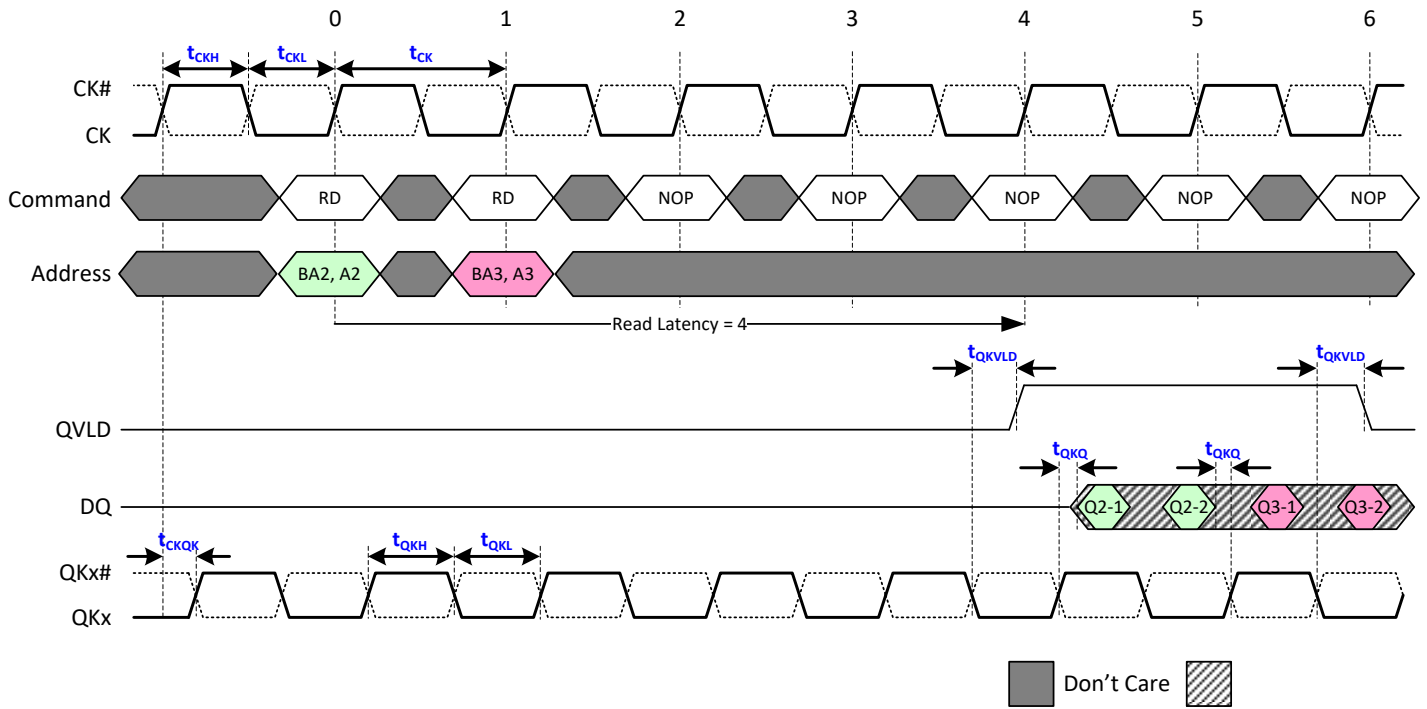 0 1 2 3 4 5 6
tCKH tCKL tCK
CK#
CK
Command RD RD NOP NOP NOP NOP NOP
Address BA2, A2 BA3, A3
Read Latency = 4
tQKVLD tQKVLD
QVLD
tQKQ tQKQ
DQ Q2-1 Q2-2 Q3-1 Q3-2
tCKQK tQKH tQKL
QKx#
QKx
Don't Care